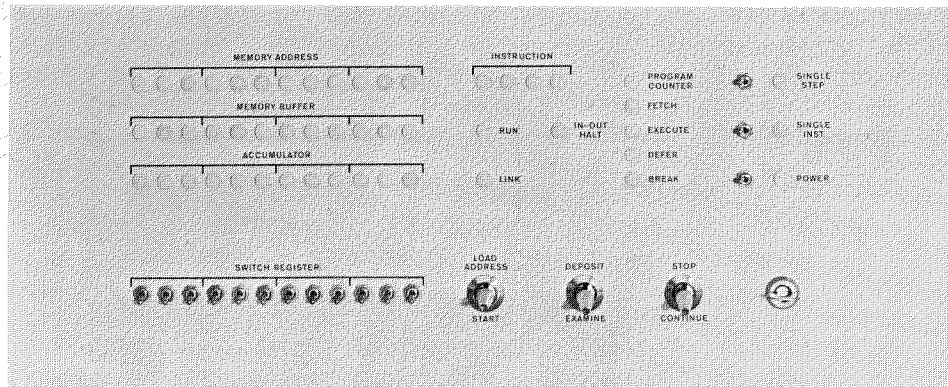 MEMORY ADDRESS
INSTRUCTION
PROGRAM
COUNTER
SINGLE
STEP
MEMORY BUFFER
FETCH
RUN
IN-OUT
HALT
EXECUTE
SINGLE
INST
ACCUMULATOR
DEFER
LINK
BREAK
POWER
SWITCH REGISTER
LOAD
ADDRESS
START
DEPOSIT
EXAMINE
STOP
CONTINUE